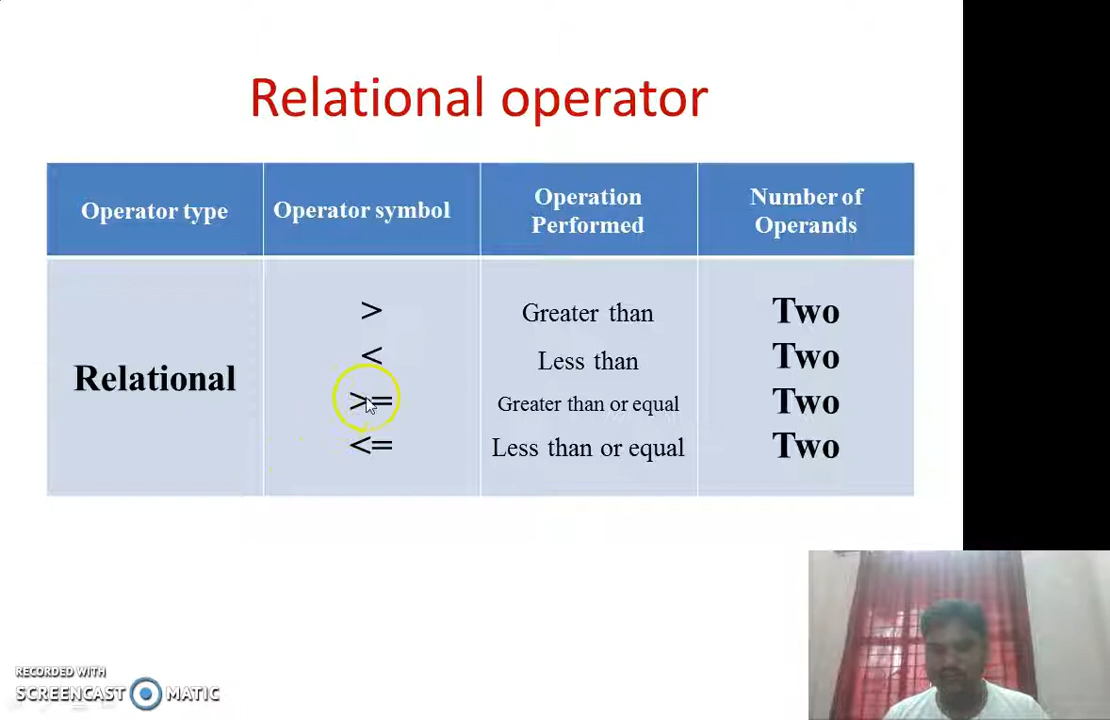 Relational operator
Operator type
Operator symbol
Operation
Performed
Number of
Operands
Relational
> Greater than Two
< Less than Two
>= Greater than or equal Two
<= Less than or equal Two
RECORDED WITH
SCREENCAST MATIC